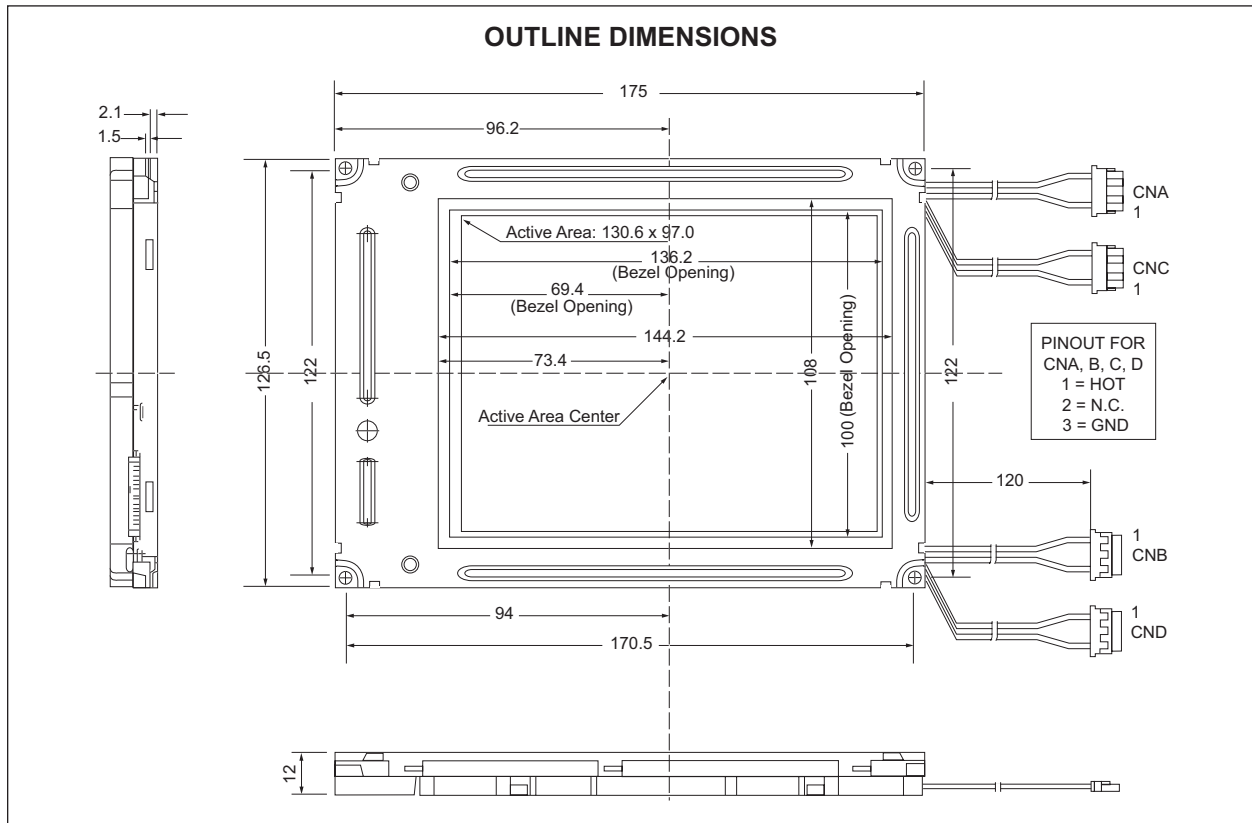 OUTLINE DIMENSIONS
175
2.1
1.5
96.2
CNA
1
Active Area: 130.6 x 97.0
136.2
(Bezel Opening)
CNC
1
69.4
(Bezel Opening)
144.2
73.4
126.5
122
108
100 (Bezel Opening)
122
PINOUT FOR
CNA, B, C, D
1 = HOT
2 = N.C.
3 = GND
Active Area Center
120
1
CNB
94
1
CND
170.5
12